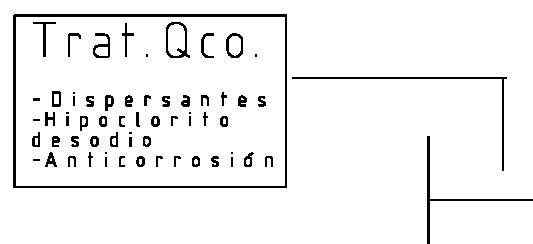 Trat. Qco.
-Dispersantes
-Hipoclorito
desodio
-Anticorrosión